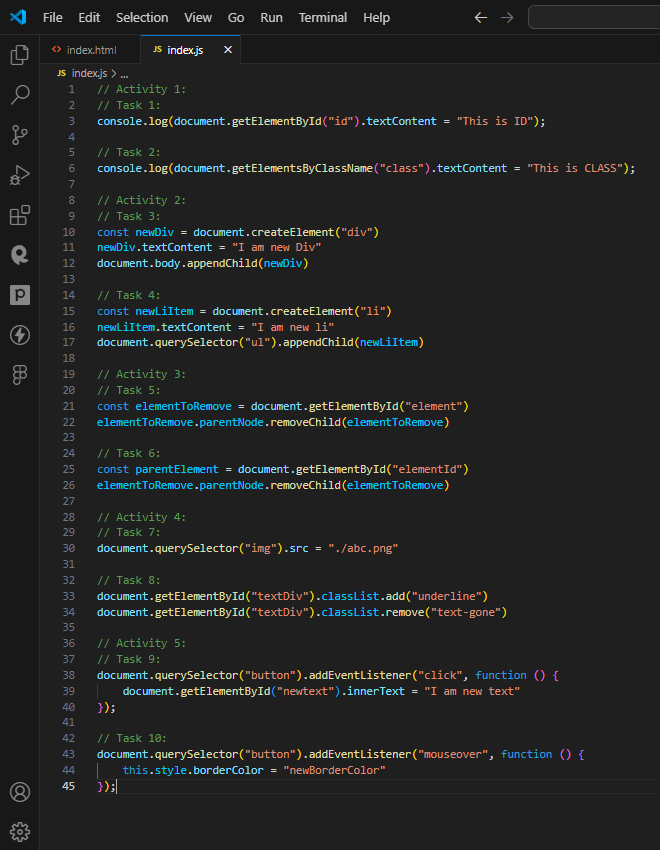 File Edit Selection View Go Run Terminal Help
index.html JS index.js
JS index.js > ...
1 // Activity 1:
2 // Task 1:
3 console.log(document.getElementById("id").textContent = "This is ID");
4
5 // Task 2:
6 console.log(document.getElementsByClassName("class").textContent = "This is CLASS");
7
8 // Activity 2:
9 // Task 3:
10 const newDiv = document.createElement("div")
11 newDiv.textContent = "I am new Div"
12 document.body.appendChild(newDiv)
13
14 // Task 4:
15 const newLiItem = document.createElement("li")
16 newLiItem.textContent = "I am new li"
17 document.querySelector("ul").appendChild(newLiItem)
18
19 // Activity 3:
20 // Task 5:
21 const elementToRemove = document.getElementById("element")
22 elementToRemove.parentNode.removeChild(elementToRemove)
23
24 // Task 6:
25 const parentElement = document.getElementById("elementId")
26 elementToRemove.parentNode.removeChild(elementToRemove)
27
28 // Activity 4:
29 // Task 7:
30 document.querySelector("img").src = "./abc.png"
31
32 // Task 8:
33 document.getElementById("textDiv").classList.add("underline")
34 document.getElementById("textDiv").classList.remove("text-gone")
35
36 // Activity 5:
37 // Task 9:
38 document.querySelector("button").addEventListener("click", function () {
39     document.getElementById("newtext").innerText = "I am new text"
40 });
41
42 // Task 10:
43 document.querySelector("button").addEventListener("mouseover", function () {
44     this.style.borderColor = "newBorderColor"
45 });